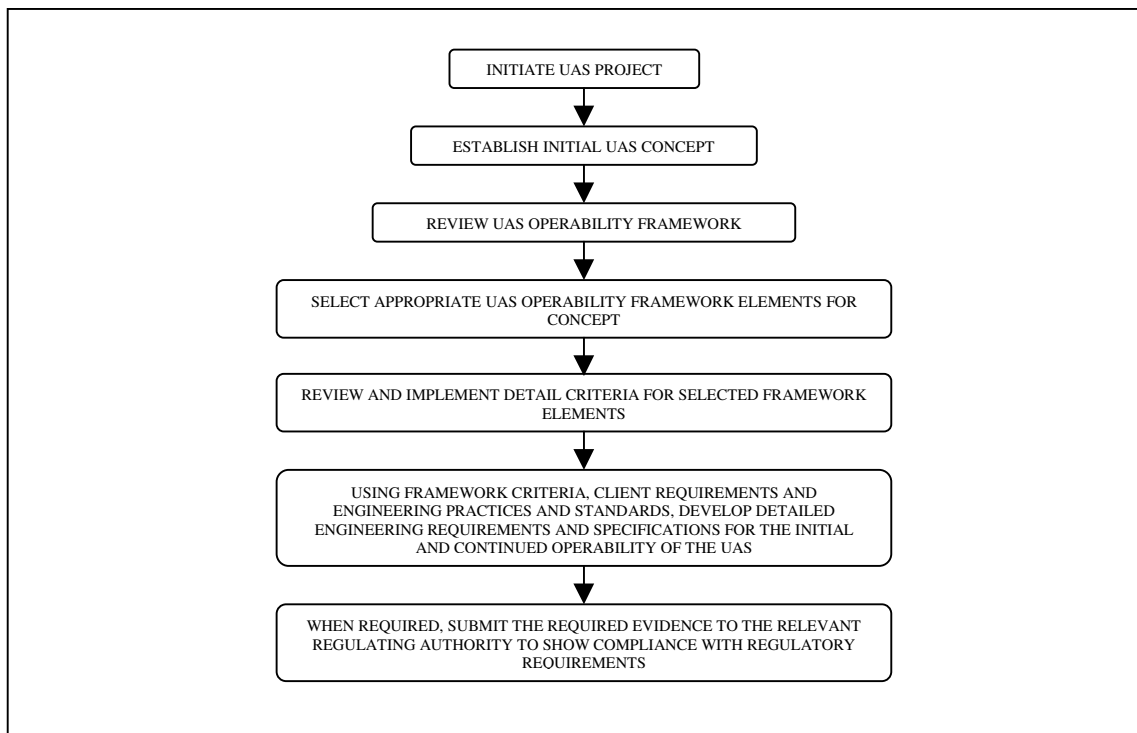 INITIATE UAS PROJECT
ESTABLISH INITIAL UAS CONCEPT
REVIEW UAS OPERABILITY FRAMEWORK
SELECT APPROPRIATE UAS OPERABILITY FRAMEWORK ELEMENTS FOR
CONCEPT
REVIEW AND IMPLEMENT DETAIL CRITERIA FOR SELECTED FRAMEWORK
ELEMENTS
USING FRAMEWORK CRITERIA, CLIENT REQUIREMENTS AND
ENGINEERING PRACTICES AND STANDARDS, DEVELOP DETAILED
ENGINEERING REQUIREMENTS AND SPECIFICATIONS FOR THE INITIAL
AND CONTINUED OPERABILITY OF THE UAS
WHEN REQUIRED, SUBMIT THE REQUIRED EVIDENCE TO THE RELEVANT
REGULATING AUTHORITY TO SHOW COMPLIANCE WITH REGULATORY
REQUIREMENTS